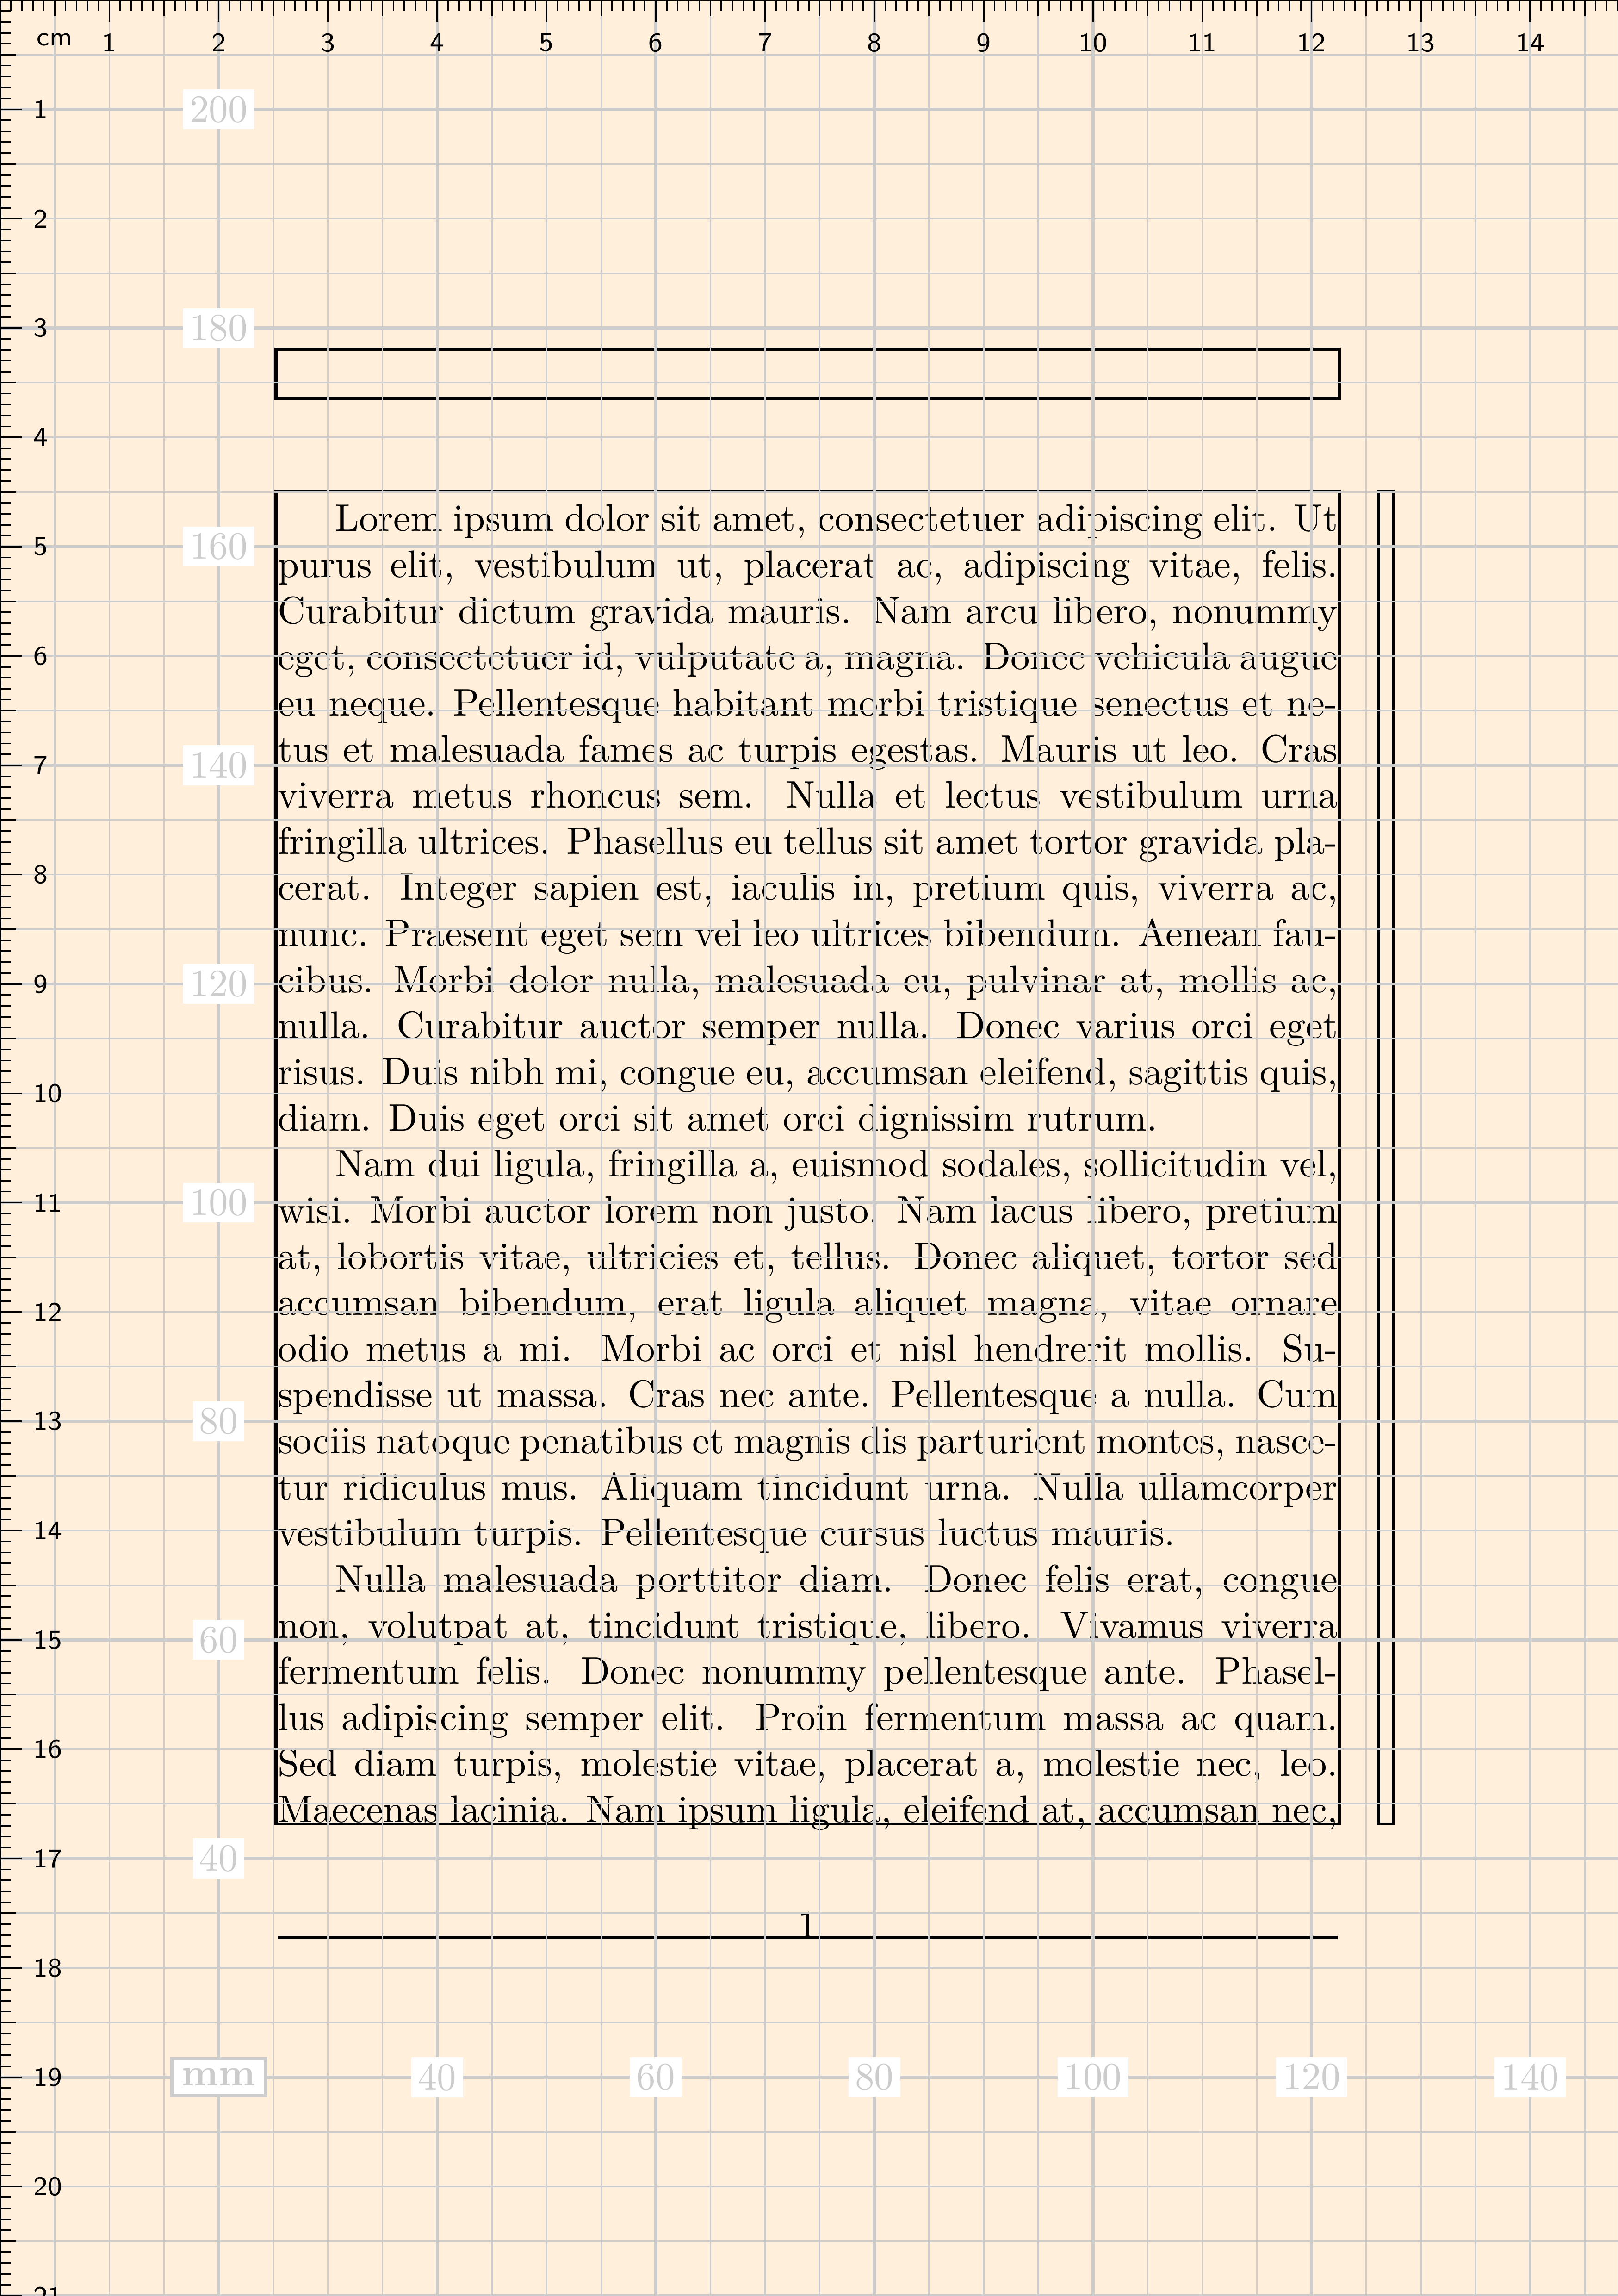 cm 1 2 3 4 5 6 7 8 9 10 11 12 13 14
1 200
2
3 180
4
Lorem ipsum dolor sit amet, consectetuer adipiscing elit. Ut
5 160
purus elit, vestibulum ut, placerat ac, adipiscing vitae, felis.
Curabitur dictum gravida mauris. Nam arcu libero, nonummy
6
eget, consectetuer id, vulputate a, magna. Donec vehicula augue
eu neque. Pellentesque habitant morbi tristique senectus et ne-
tus et malesuada fames ac turpis egestas. Mauris ut leo. Cras
7 140
viverra metus rhoncus sem. Nulla et lectus vestibulum urna
fringilla ultrices. Phasellus eu tellus sit amet tortor gravida pla-
8
cerat. Integer sapien est, iaculis in, pretium quis, viverra ac,
nunc. Praesent eget sem vel leo ultrices bibendum. Aenean fau-
9 120
cibus. Morbi dolor nulla, malesuada eu, pulvinar at, mollis ac,
nulla. Curabitur auctor semper nulla. Donec varius orci eget
risus. Duis nibh mi, congue eu, accumsan eleifend, sagittis quis,
10
diam. Duis eget orci sit amet orci dignissim rutrum.
Nam dui ligula, fringilla a, euismod sodales, sollicitudin vel,
11 100
wisi. Morbi auctor lorem non justo. Nam lacus libero, pretium
at, lobortis vitae, ultricies et, tellus. Donec aliquet, tortor sed
12
accumsan bibendum, erat ligula aliquet magna, vitae ornare
odio metus a mi. Morbi ac orci et nisl hendrerit mollis. Su-
spendisse ut massa. Cras nec ante. Pellentesque a nulla. Cum
13 80
sociis natoque penatibus et magnis dis parturient montes, nasce-
tur ridiculus mus. Aliquam tincidunt urna. Nulla ullamcorper
14
vestibulum turpis. Pellentesque cursus luctus mauris.
Nulla malesuada porttitor diam. Donec felis erat, congue
15 60
non, volutpat at, tincidunt tristique, libero. Vivamus viverra
fermentum felis. Donec nonummy pellentesque ante. Phasel-
lus adipiscing semper elit. Proin fermentum massa ac quam.
16
Sed diam turpis, molestie vitae, placerat a, molestie nec, leo.
Maecenas lacinia. Nam ipsum ligula, eleifend at, accumsan nec,
17 40
1
18
19 mm 40 60 80 100 120 140
20
21